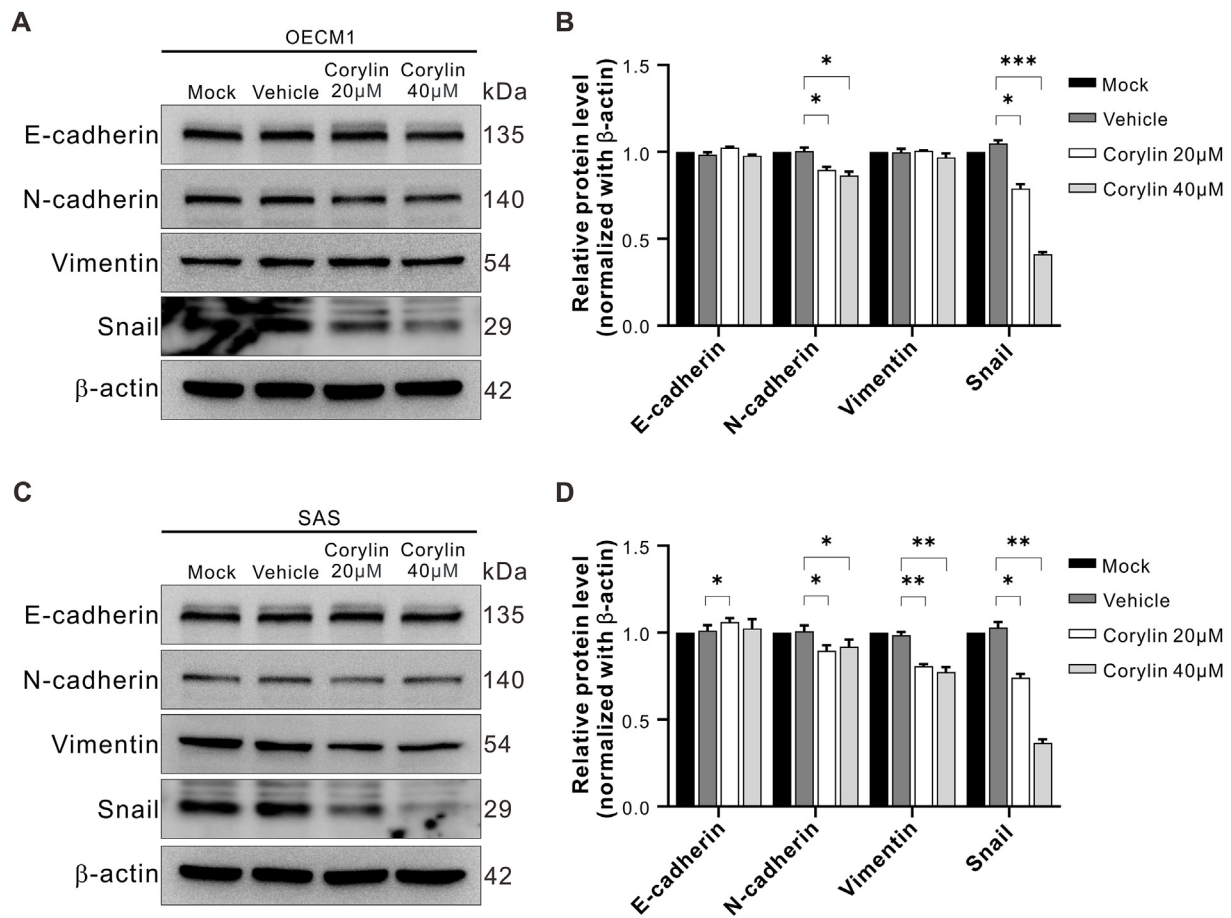 A
OECM1
Mock Vehicle Corylin 20μM Corylin 40μM kDa
E-cadherin 135
N-cadherin 140
Vimentin 54
Snail 29
β-actin 42
B
Relative protein level
(normalized with β-actin)
1.5
1.0
0.5
0.0
* * * ***
E-cadherin N-cadherin Vimentin Snail
Mock
Vehicle
Corylin 20μM
Corylin 40μM
C
SAS
Mock Vehicle Corylin 20μM Corylin 40μM kDa
E-cadherin 135
N-cadherin 140
Vimentin 54
Snail 29
β-actin 42
D
Relative protein level
(normalized with β-actin)
1.5
1.0
0.5
0.0
* * * ** ** * **
E-cadherin N-cadherin Vimentin Snail
Mock
Vehicle
Corylin 20μM
Corylin 40μM